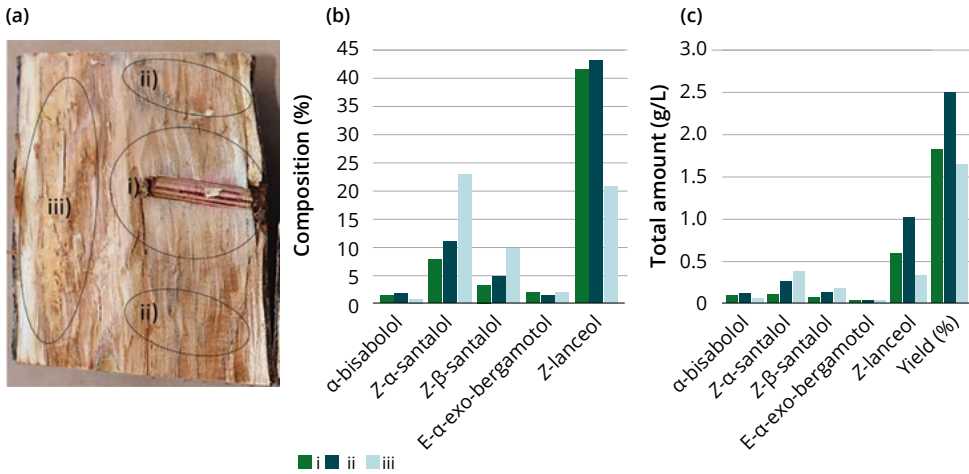 (a)
ii)
i)
iii)
ii)
(b)
Composition (%)
45
40
35
30
25
20
15
10
5
0
α-bisabolol
Z-α-santalol
Z-β-santalol
E-α-exo-bergamotol
Z-lanceol
(c)
Total amount (g/L)
3.0
2.5
2.0
1.5
1.0
0.5
0
α-bisabolol
Z-α-santalol
Z-β-santalol
E-α-exo-bergamotol
Z-lanceol
Yield (%)
i ii iii